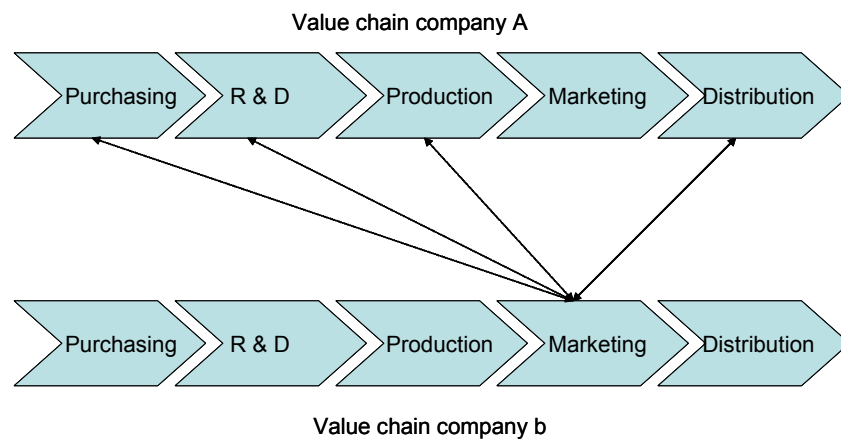 Value chain company A
Purchasing R & D Production Marketing Distribution
Purchasing R & D Production Marketing Distribution
Value chain company b